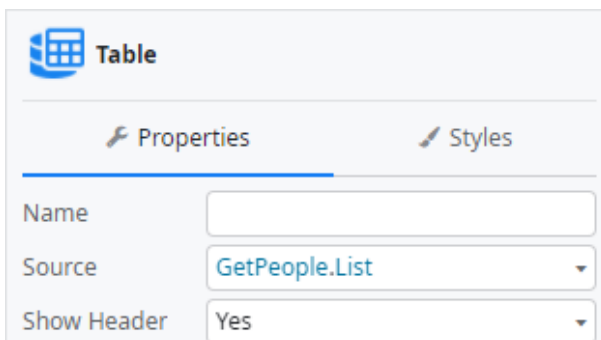 Table
Properties Styles
Name
Source GetPeople.List
Show Header Yes